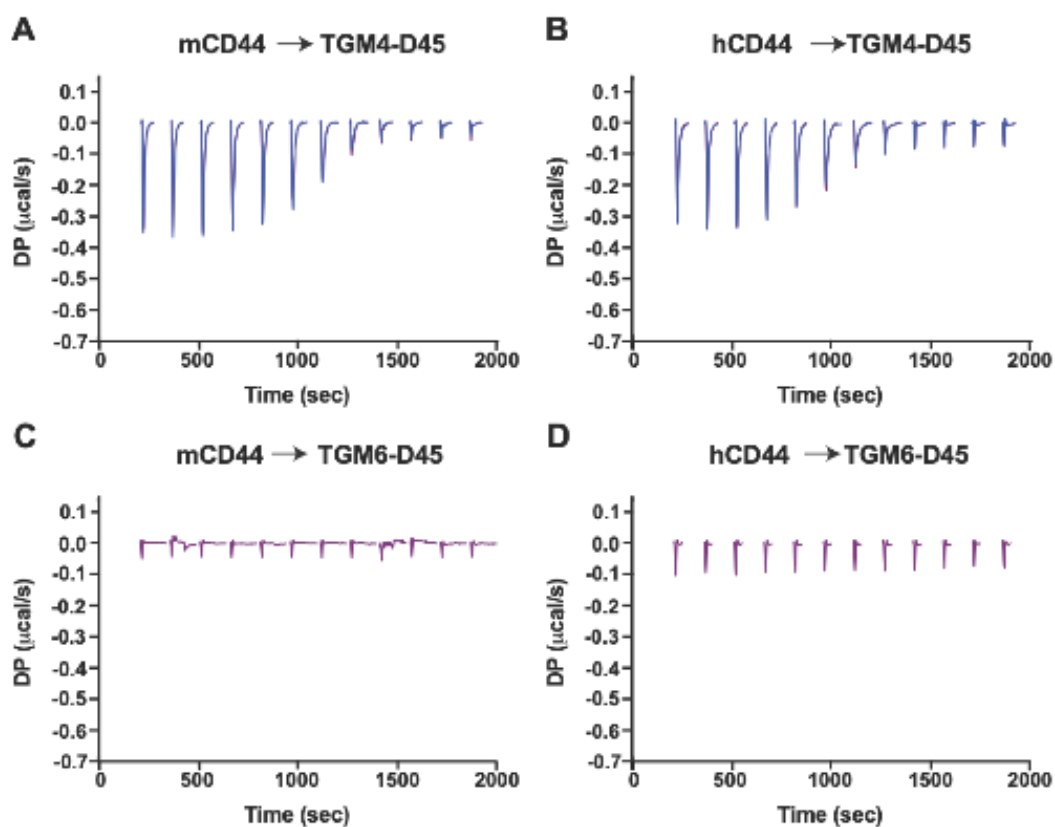 A
mCD44 → TGM4-D45
DP (µcal/s)
0.1
0.0
-0.1
-0.2
-0.3
-0.4
-0.5
-0.6
-0.7
0 500 1000 1500 2000
Time (sec)
B
hCD44 → TGM4-D45
DP (µcal/s)
0.1
0.0
-0.1
-0.2
-0.3
-0.4
-0.5
-0.6
-0.7
0 500 1000 1500 2000
Time (sec)
C
mCD44 → TGM6-D45
DP (µcal/s)
0.1
0.0
-0.1
-0.2
-0.3
-0.4
-0.5
-0.6
-0.7
0 500 1000 1500 2000
Time (sec)
D
hCD44 → TGM6-D45
DP (µcal/s)
0.1
0.0
-0.1
-0.2
-0.3
-0.4
-0.5
-0.6
-0.7
0 500 1000 1500 2000
Time (sec)